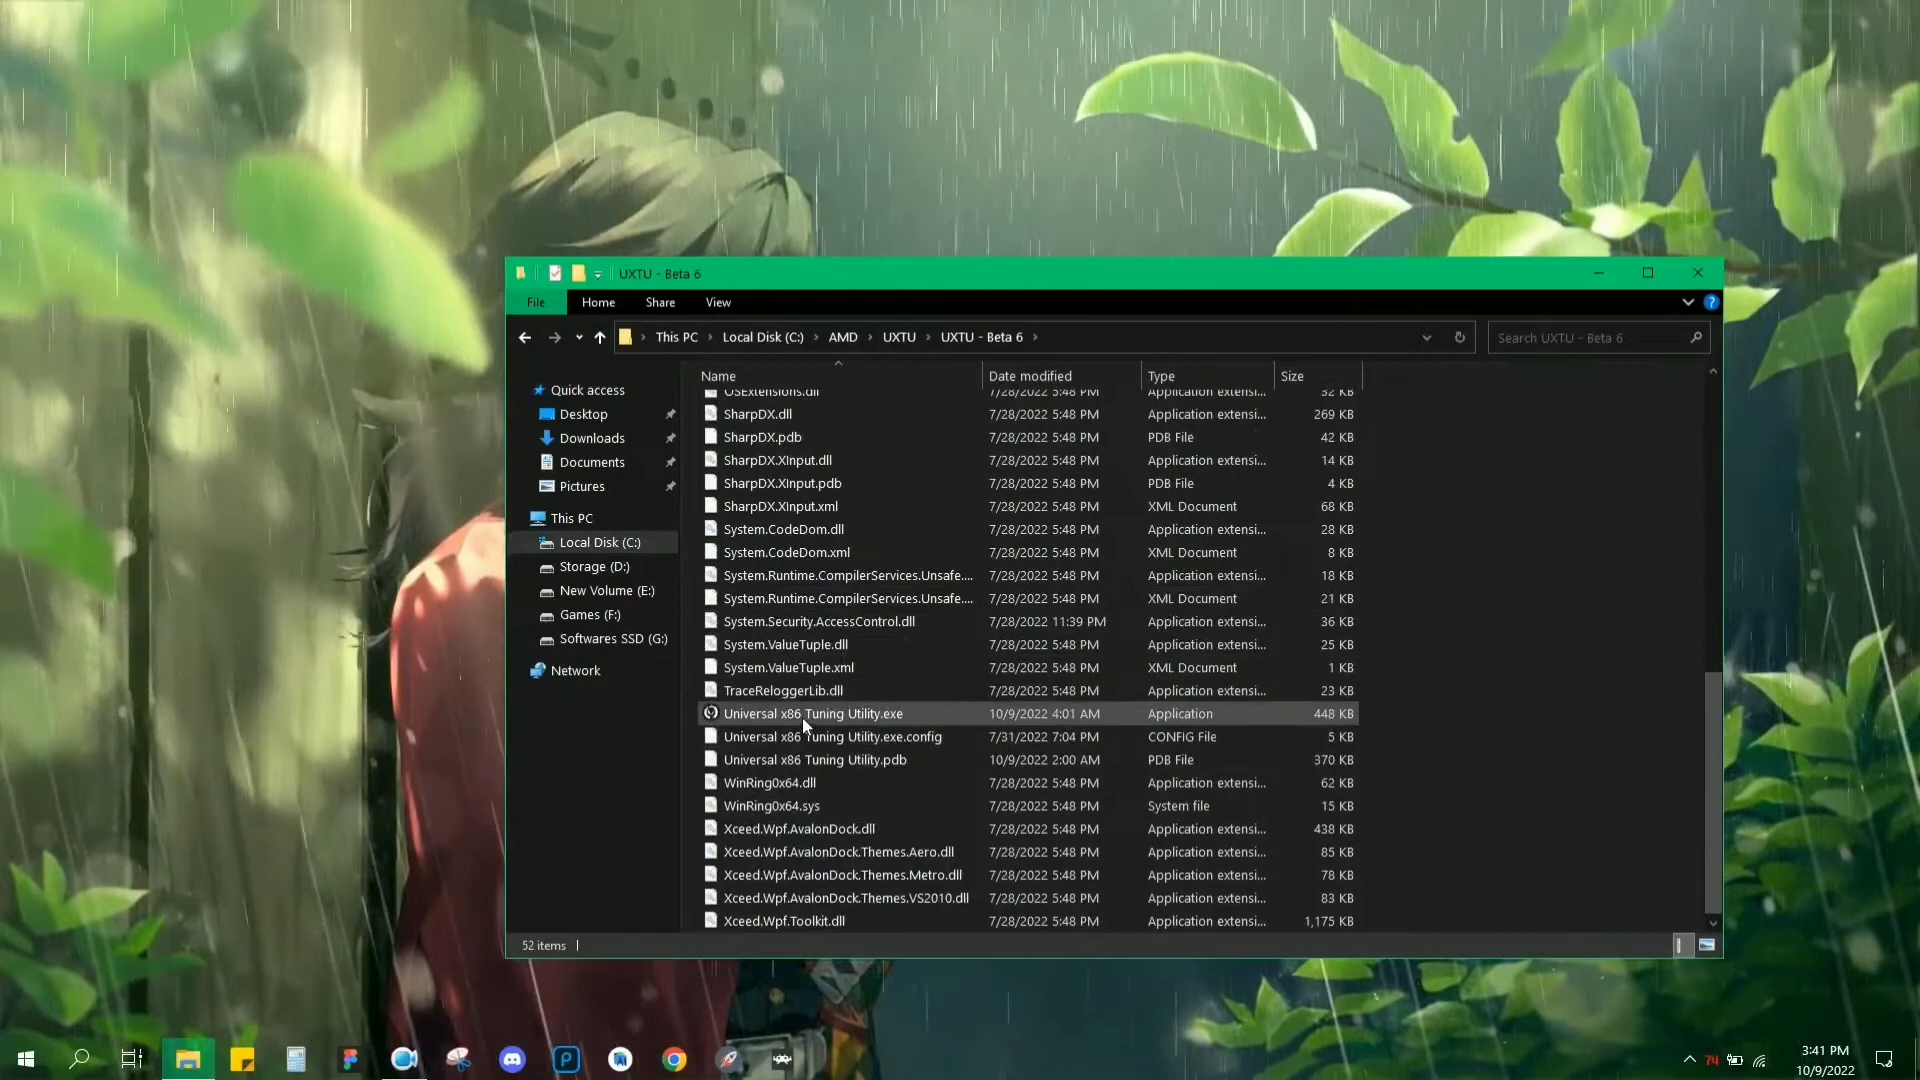 UXTU - Beta 6
File Home Share View
This PC Local Disk (C:) AMD UXTU UXTU - Beta 6
Search UXTU - Beta 6
Name Date modified Type Size
Quick access
Desktop
Downloads
Documents
Pictures
This PC
Local Disk (C:)
Storage (D:)
New Volume (E:)
Games (F:)
Softwares SSD (G:)
Network
OSExtensions.dll 7/28/2022 5:48 PM Application extensi... 32 KB
SharpDX.dll 7/28/2022 5:48 PM Application extensi... 269 KB
SharpDX.pdb 7/28/2022 5:48 PM PDB File 42 KB
SharpDX.XInput.dll 7/28/2022 5:48 PM Application extensi... 14 KB
SharpDX.XInput.pdb 7/28/2022 5:48 PM PDB File 4 KB
SharpDX.XInput.xml 7/28/2022 5:48 PM XML Document 68 KB
System.CodeDom.dll 7/28/2022 5:48 PM Application extensi... 28 KB
System.CodeDom.xml 7/28/2022 5:48 PM XML Document 8 KB
System.Runtime.CompilerServices.Unsafe.... 7/28/2022 5:48 PM Application extensi... 18 KB
System.Runtime.CompilerServices.Unsafe.... 7/28/2022 5:48 PM XML Document 21 KB
System.Security.AccessControl.dll 7/28/2022 11:39 PM Application extensi... 36 KB
System.ValueTuple.dll 7/28/2022 5:48 PM Application extensi... 25 KB
System.ValueTuple.xml 7/28/2022 5:48 PM XML Document 1 KB
TraceReloggerLib.dll 7/28/2022 5:48 PM Application extensi... 23 KB
Universal x86 Tuning Utility.exe 10/9/2022 4:01 AM Application 448 KB
Universal x86 Tuning Utility.exe.config 7/31/2022 7:04 PM CONFIG File 5 KB
Universal x86 Tuning Utility.pdb 10/9/2022 2:00 AM PDB File 370 KB
WinRing0x64.dll 7/28/2022 5:48 PM Application extensi... 62 KB
WinRing0x64.sys 7/28/2022 5:48 PM System file 15 KB
Xceed.Wpf.AvalonDock.dll 7/28/2022 5:48 PM Application extensi... 438 KB
Xceed.Wpf.AvalonDock.Themes.Aero.dll 7/28/2022 5:48 PM Application extensi... 85 KB
Xceed.Wpf.AvalonDock.Themes.Metro.dll 7/28/2022 5:48 PM Application extensi... 78 KB
Xceed.Wpf.AvalonDock.Themes.VS2010.dll 7/28/2022 5:48 PM Application extensi... 83 KB
Xceed.Wpf.Toolkit.dll 7/28/2022 5:48 PM Application extensi... 1,175 KB
52 items
74
3:41 PM
10/9/2022